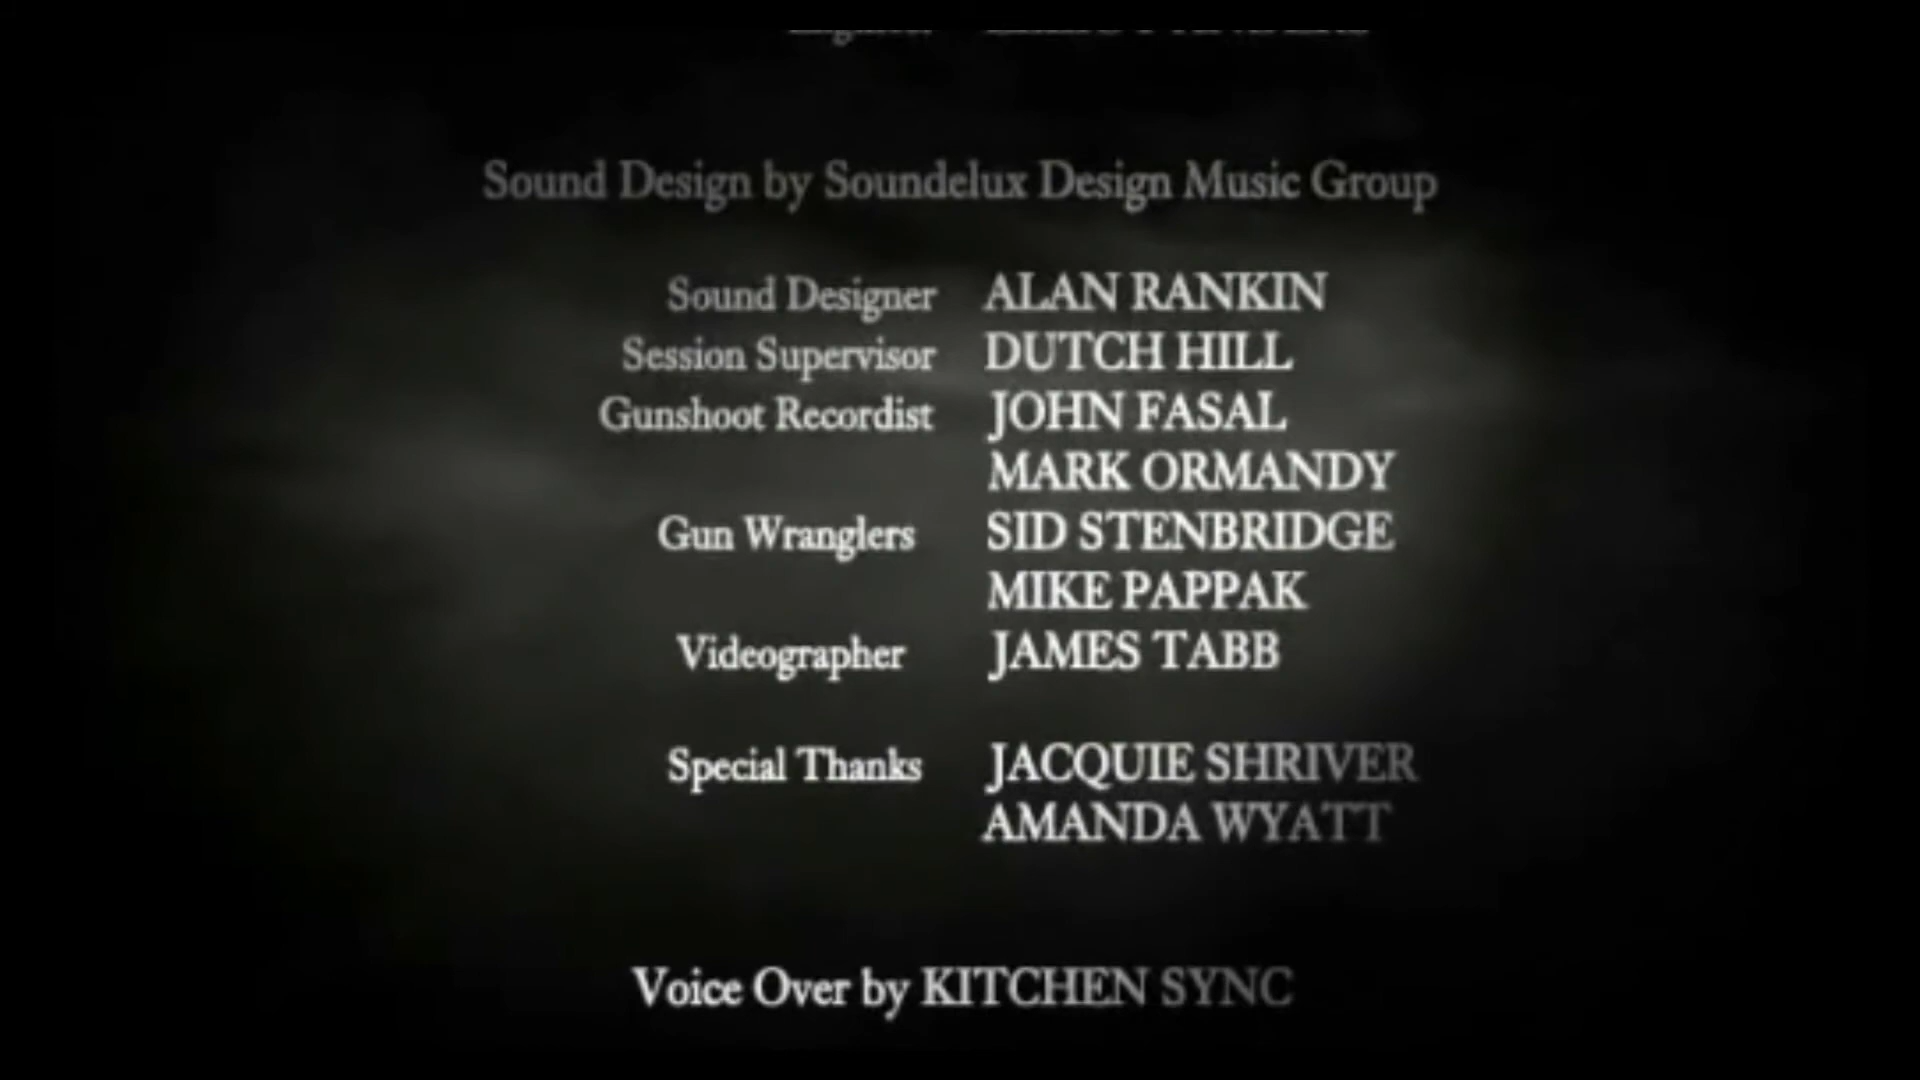 Sound Design by Soundelux Design Music Group
Sound Designer ALAN RANKIN
Session Supervisor DUTCH HILL
Gunshoot Recordist JOHN FASAL
MARK ORMANDY
Gun Wranglers SID STENBRIDGE
MIKE PAPPAK
Videographer JAMES TABB
Special Thanks JACQUIE SHRIVER
AMANDA WYATT
Voice Over by KITCHEN SYNC